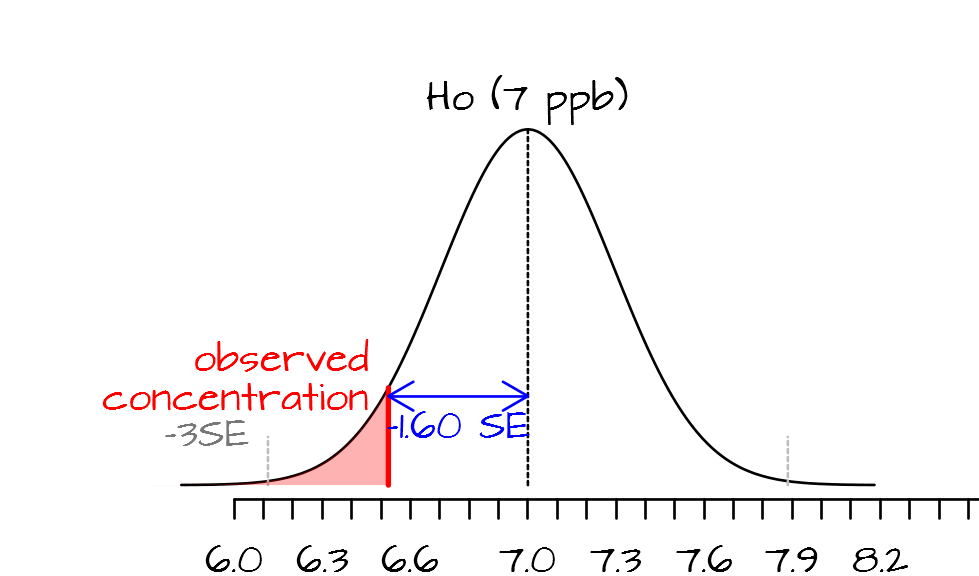 Ho (7 ppb)
observed
concentration
-3SE
-1.60 SE
6.0 6.3 6.6 7.0 7.3 7.6 7.9 8.2